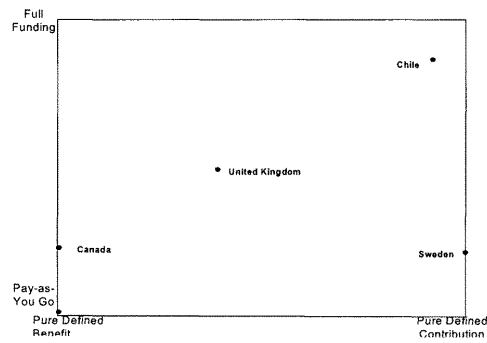 Full
Funding
Chile
United Kingdom
Canada
Sweden
Pay-as-
You Go
Pure Defined
Benefit
Pure Defined
Contribution